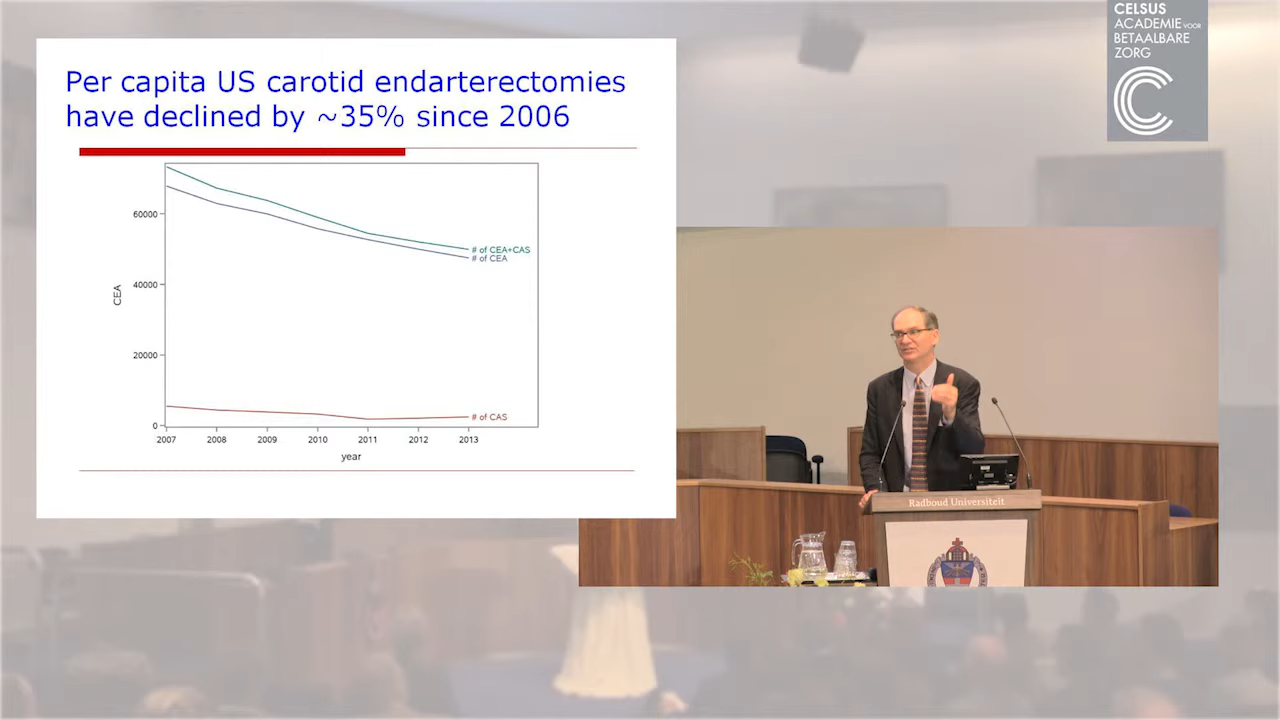 CELSUS
ACADEMIE VOOR
BETAALBARE
ZORG
Per capita US carotid endarterectomies
have declined by ~35% since 2006
60000
40000
20000
0
CEA
# of CEA+CAS
# of CEA
# of CAS
2007 2008 2009 2010 2011 2012 2013
year
Radboud Universiteit